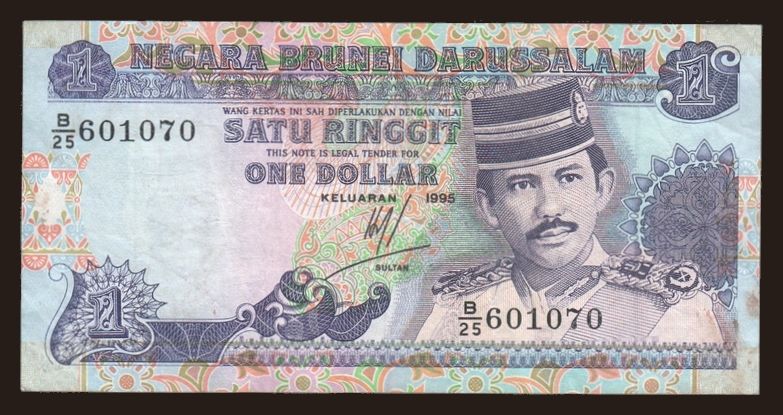 1 NEGARA BRUNEI DARUSSALAM 1
WANG KERTAS INI SAH DIPERLAKUKAN DENGAN NILAI
B/25 601070
SATU RINGGIT
THIS NOTE IS LEGAL TENDER FOR
ONE DOLLAR
KELUARAN 1995
SULTAN
1
B/25 601070